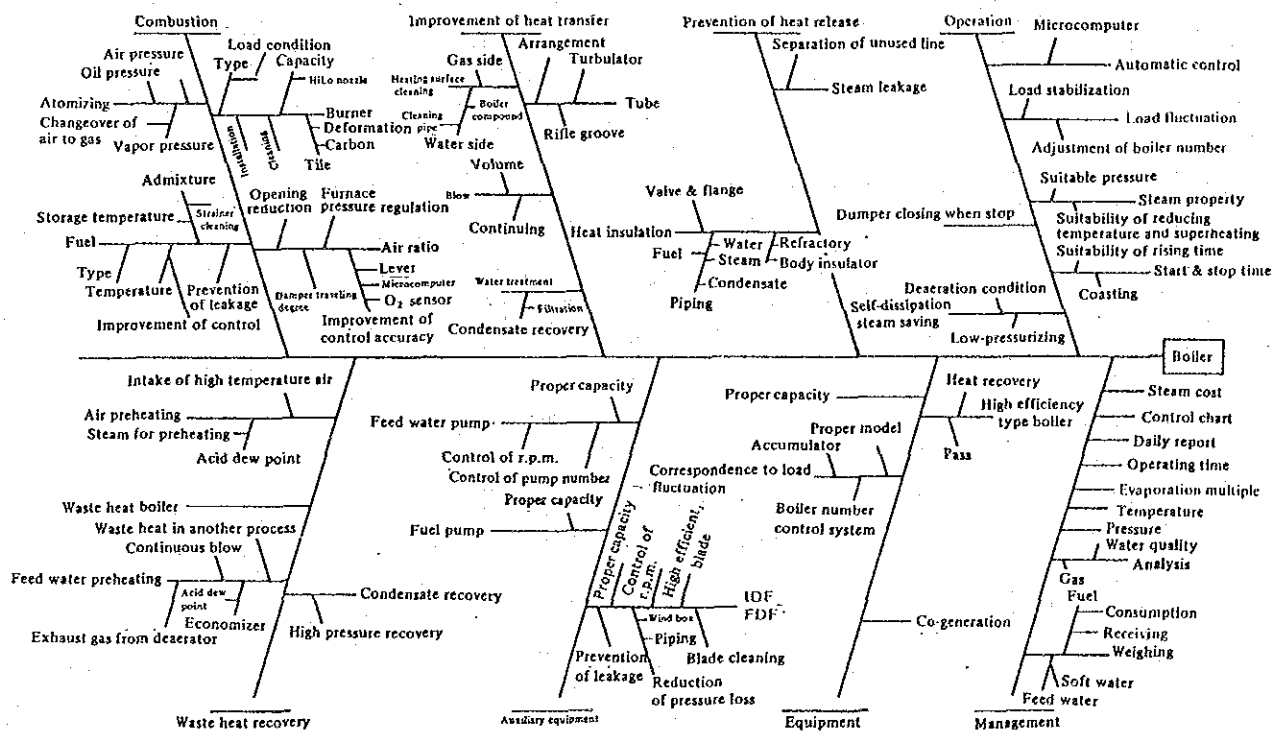 Combustion
Improvement of heat transfer
Prevention of heat release
Operation
Air pressure
Oil pressure
Atomizing
Changeover of
air to gas
Vapor pressure
Load condition
Type
Capacity
HiLo nozzle
Burner
Deformation
Carbon
Tile
Installation
Cleaning
Admixture
Storage temperature
Strainer
cleaning
Fuel
Type
Temperature
Prevention
of leakage
Improvement of control
Opening
reduction
Furnace
pressure regulation
Air ratio
Lever
Microcomputer
O₂ sensor
Damper traveling
degree
Improvement of
control accuracy
Gas side
Heating surface
cleaning
Cleaning
pipe
Boiler
compound
Water side
Arrangement
Turbulator
Tube
Rifle groove
Volume
Blow
Continuing
Water treatment
Filtration
Condensate recovery
Separation of unused line
Steam leakage
Valve & flange
Heat insulation
Fuel
Water
Steam
Condensate
Piping
Refractory
Body insulator
Microcomputer
Automatic control
Load stabilization
Load fluctuation
Adjustment of boiler number
Suitable pressure
Steam property
Dumper closing when stop
Suitability of reducing
temperature and superheating
Suitability of rising time
Start & stop time
Coasting
Deaeration condition
Self-dissipation
steam saving
Low-pressurizing
Boiler
Intake of high temperature air
Air preheating
Steam for preheating
Acid dew point
Waste heat boiler
Waste heat in another process
Continuous blow
Feed water preheating
Acid dew
point
Economizer
Exhaust gas from deaerator
Condensate recovery
High pressure recovery
Waste heat recovery
Proper capacity
Feed water pump
Control of r.p.m.
Control of pump number
Proper capacity
Fuel pump
Proper capacity
Control of
r.p.m.
High efficient
blade
IDF
FDF
Wind box
Piping
Blade cleaning
Prevention
of leakage
Reduction
of pressure loss
Auxiliary equipment
Proper capacity
Heat recovery
High efficiency
type boiler
Pass
Proper model
Accumulator
Correspondence to load
fluctuation
Boiler number
control system
Co-generation
Equipment
Steam cost
Control chart
Daily report
Operating time
Evaporation multiple
Temperature
Pressure
Water quality
Analysis
Gas
Fuel
Consumption
Receiving
Weighing
Soft water
Feed water
Management